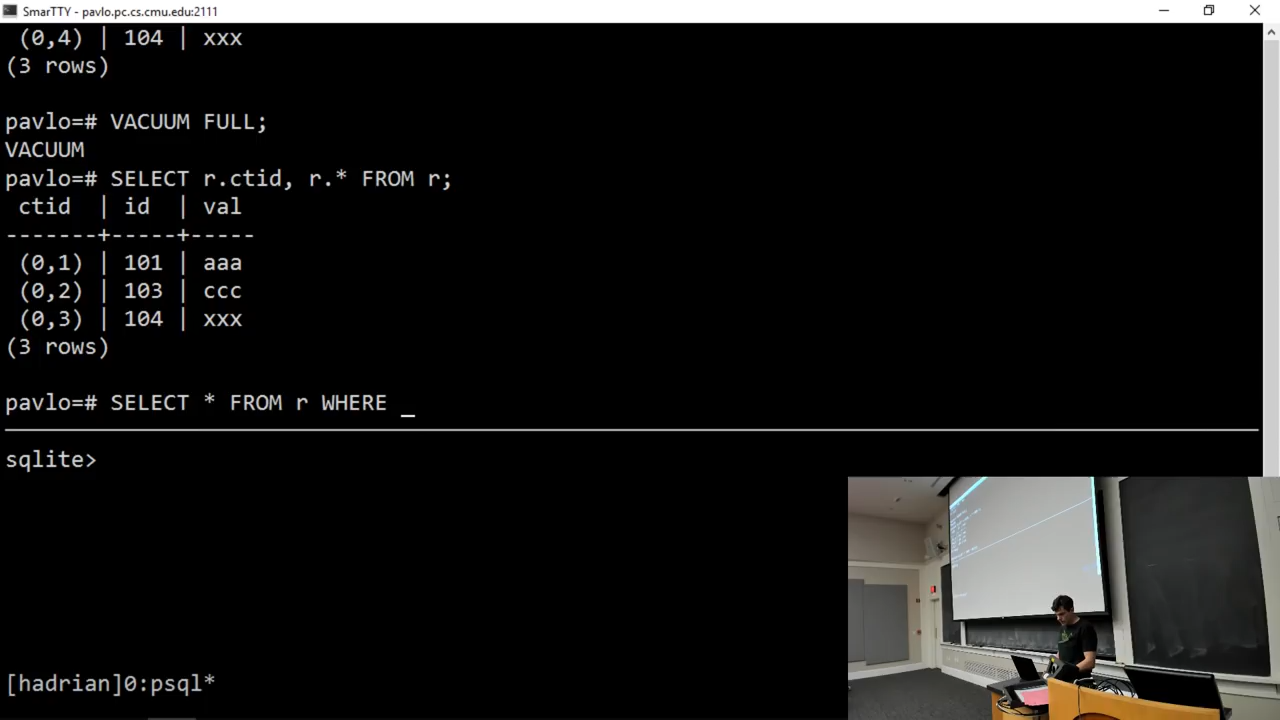 SmarTTY - pavlo.pc.cs.cmu.edu:2111
(0,4) | 104 | xxx
(3 rows)
pavlo=# VACUUM FULL;
VACUUM
pavlo=# SELECT r.ctid, r.* FROM r;
ctid | id | val
-------+-----+-----
(0,1) | 101 | aaa
(0,2) | 103 | ccc
(0,3) | 104 | xxx
(3 rows)
pavlo=# SELECT * FROM r WHERE _
sqlite>
[hadrian]0:psql*